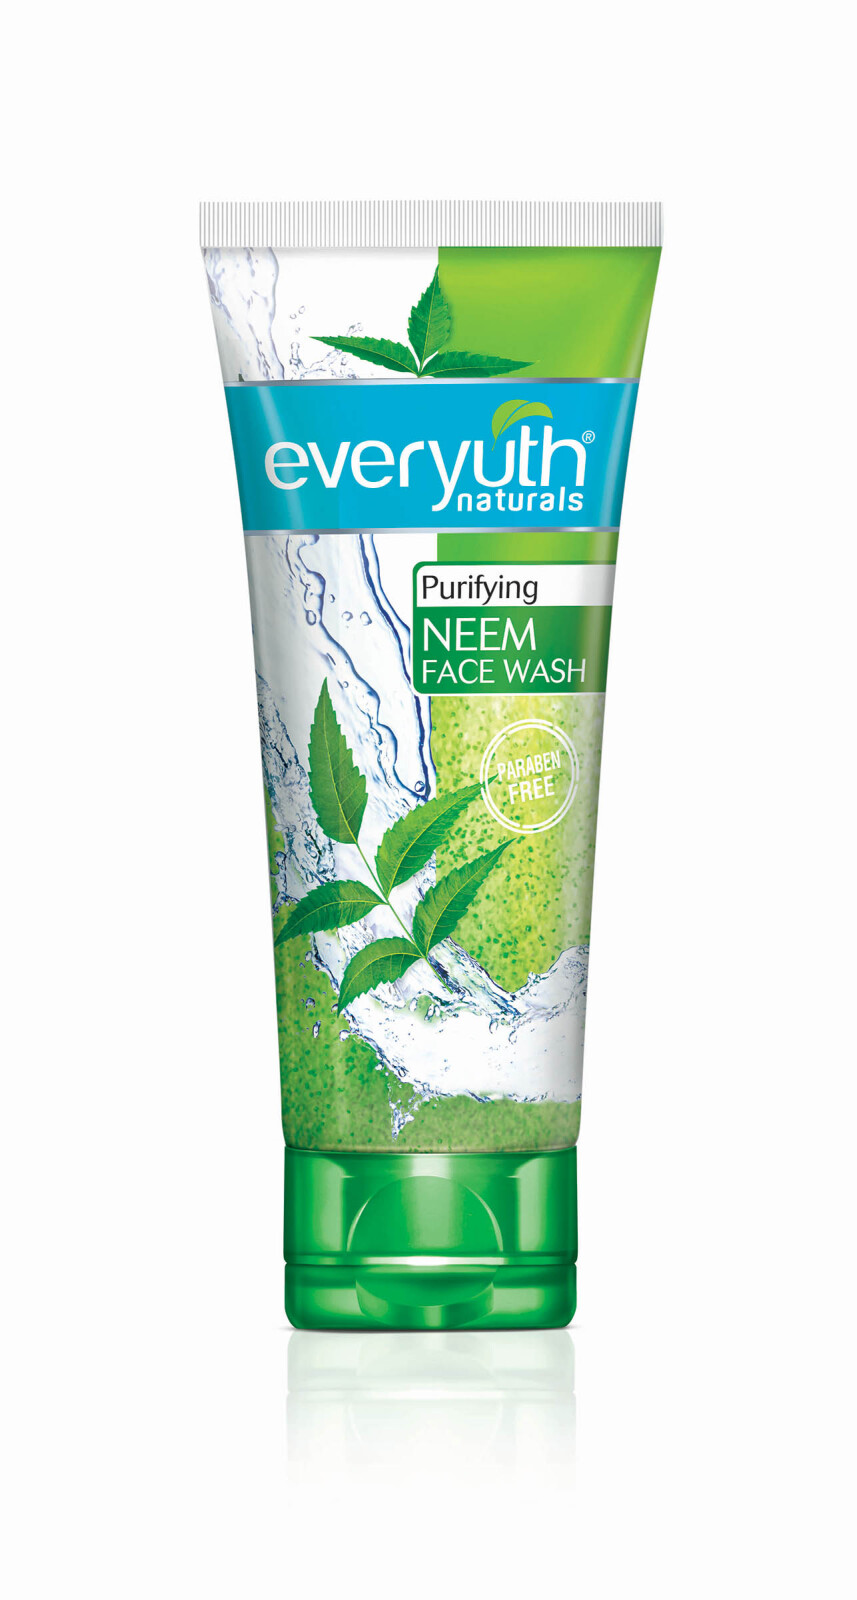 everyuth®
naturals
Purifying
NEEM
FACE WASH
PARABEN
FREE